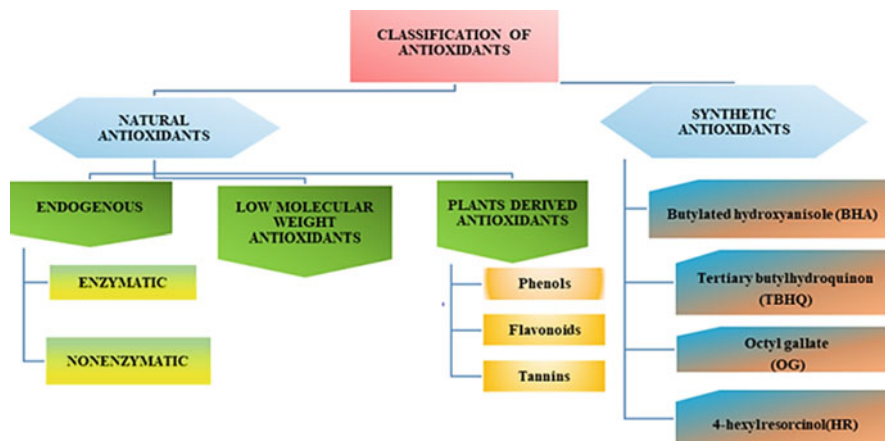 CLASSIFICATION OF
ANTIOXIDANTS
NATURAL
ANTIOXIDANTS
SYNTHETIC
ANTIOXIDANTS
ENDOGENOUS
LOW MOLECULAR
WEIGHT
ANTIOXIDANTS
PLANTS DERIVED
ANTIOXIDANTS
ENZYMATIC
NONENZYMATIC
Phenols
Flavonoids
Tannins
Butylated hydroxyanisole (BHA)
Tertiary butylhydroquinon
(TBHQ)
Octyl gallate
(OG)
4-hexylresorcinol(HR)